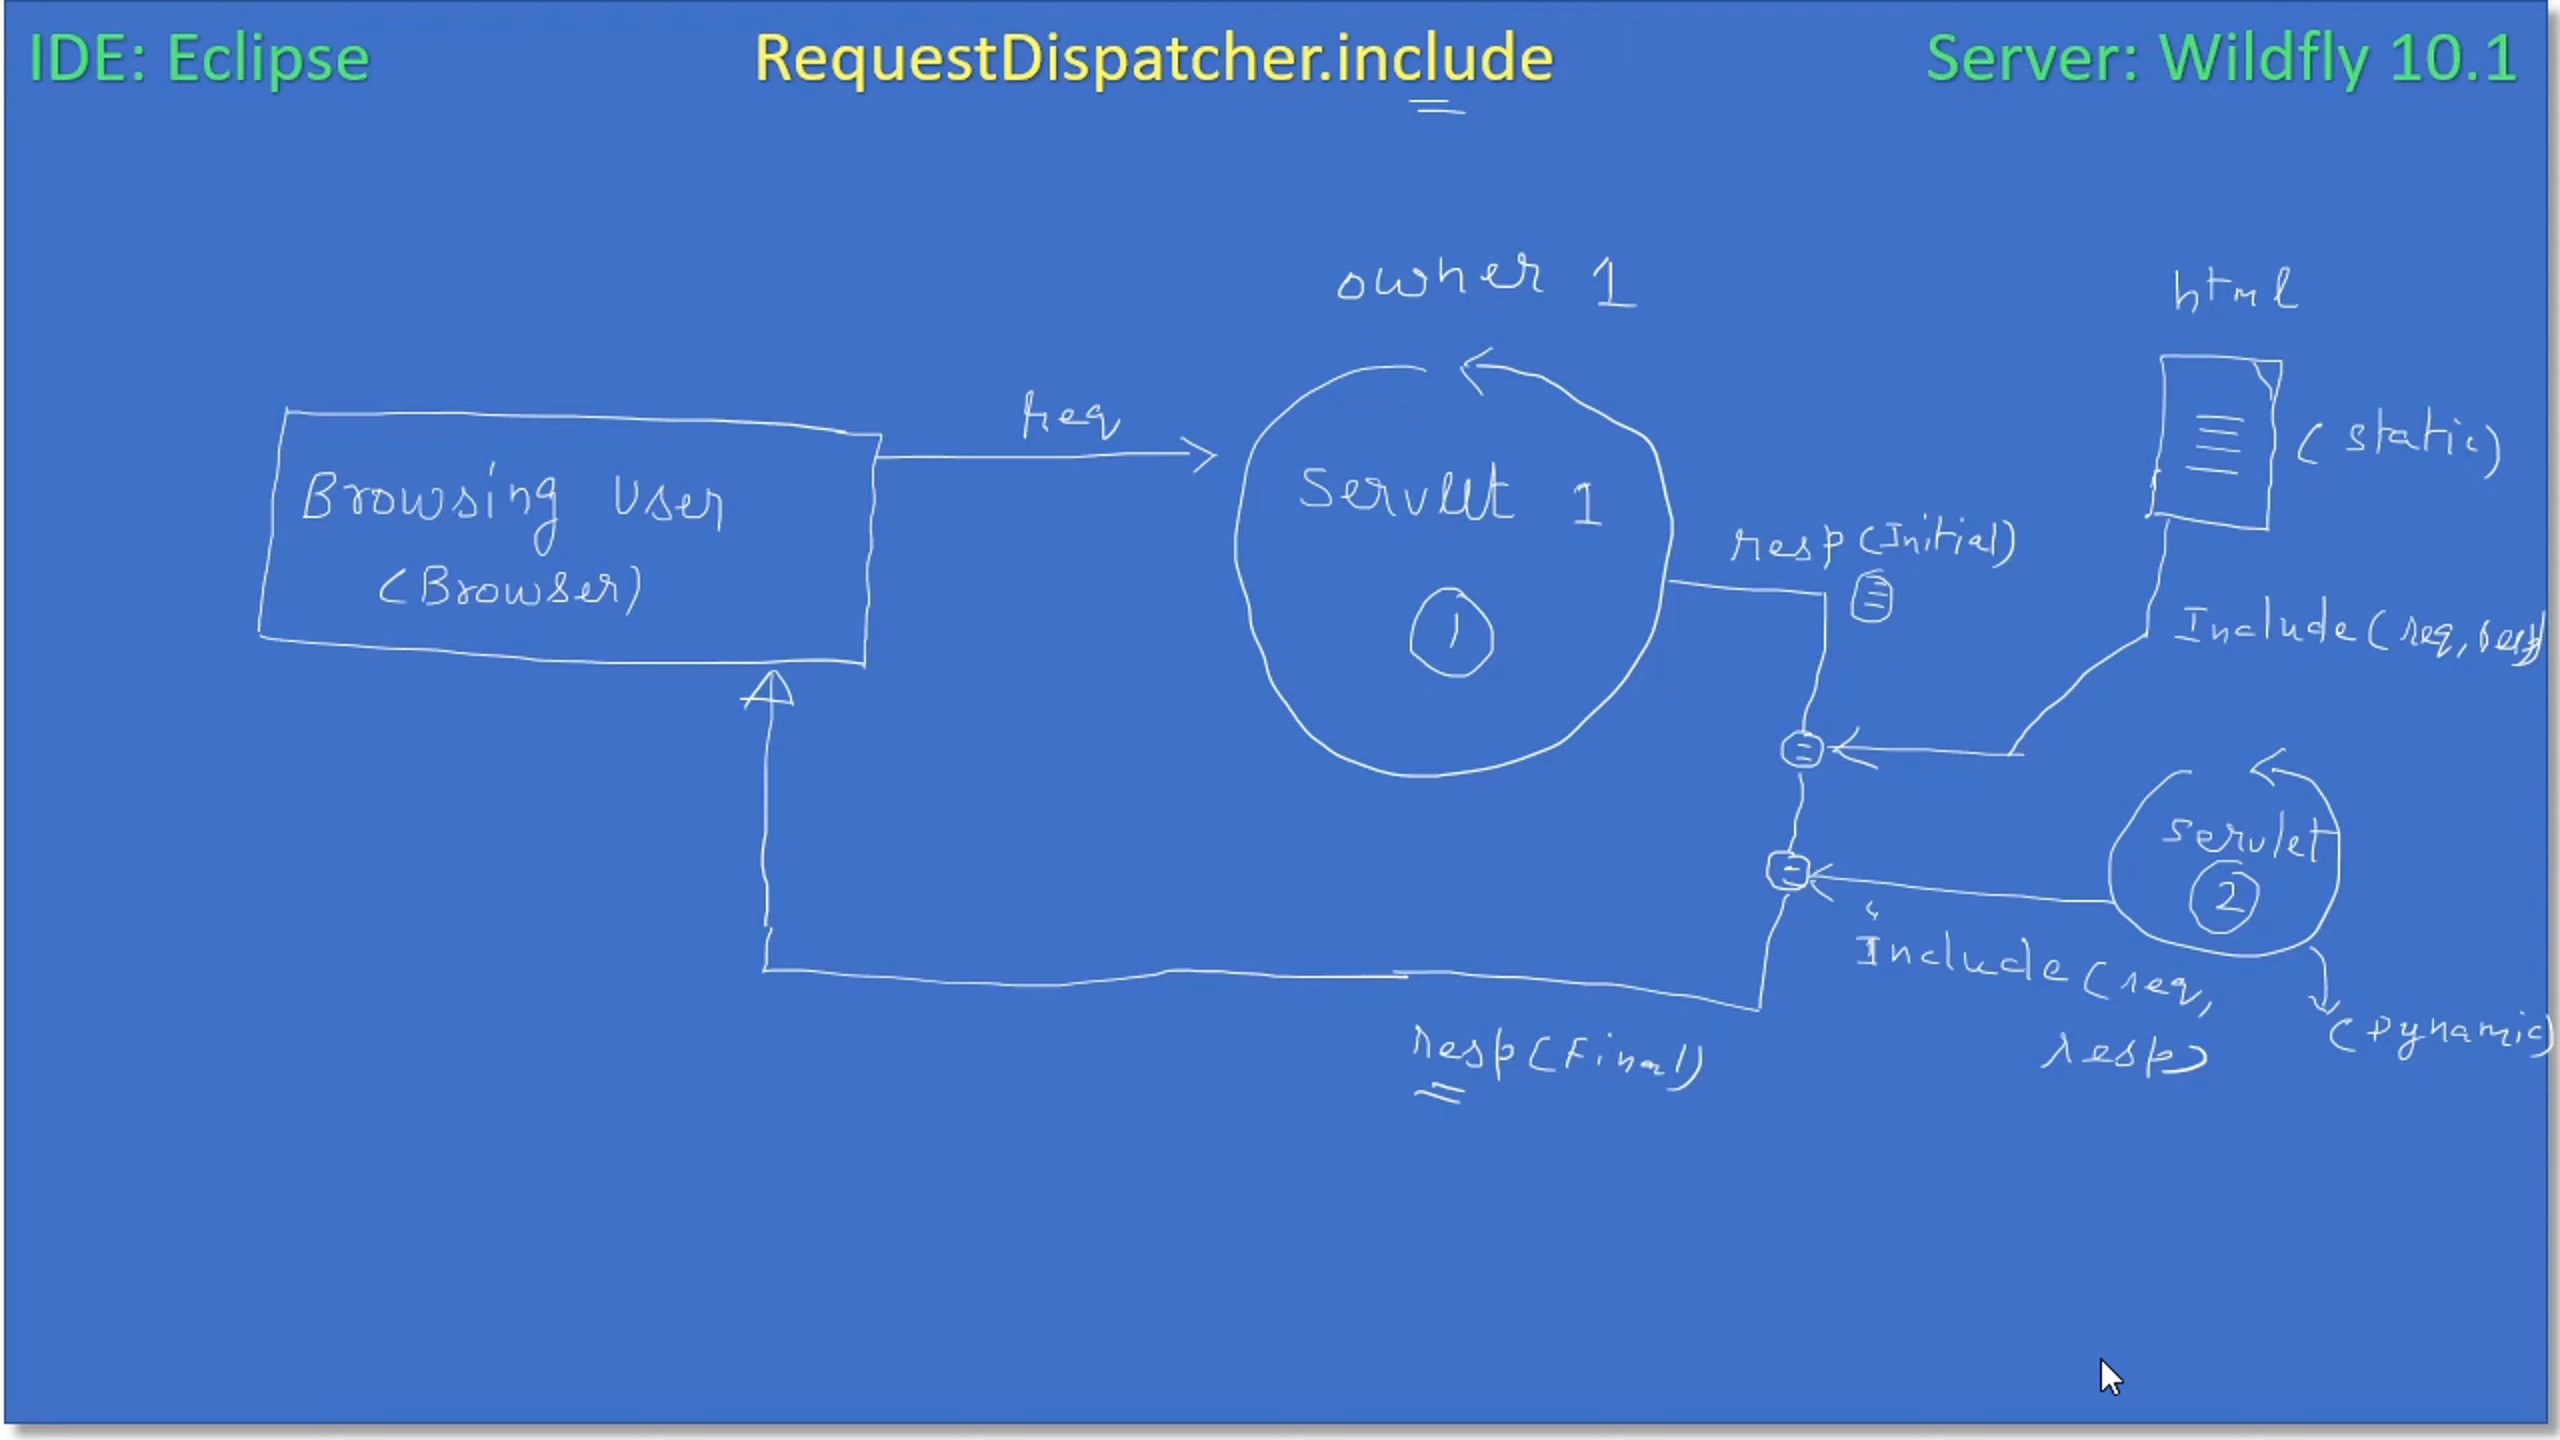 IDE: Eclipse
RequestDispatcher.include
Server: Wildfly 10.1
owner 1
html
req
(static)
Browsing User
(Browser)
Servlet 1
1
resp (Initial)
Include (req, resp)
servlet
2
Include (req,
resp)
(Dynamic)
resp (Final)